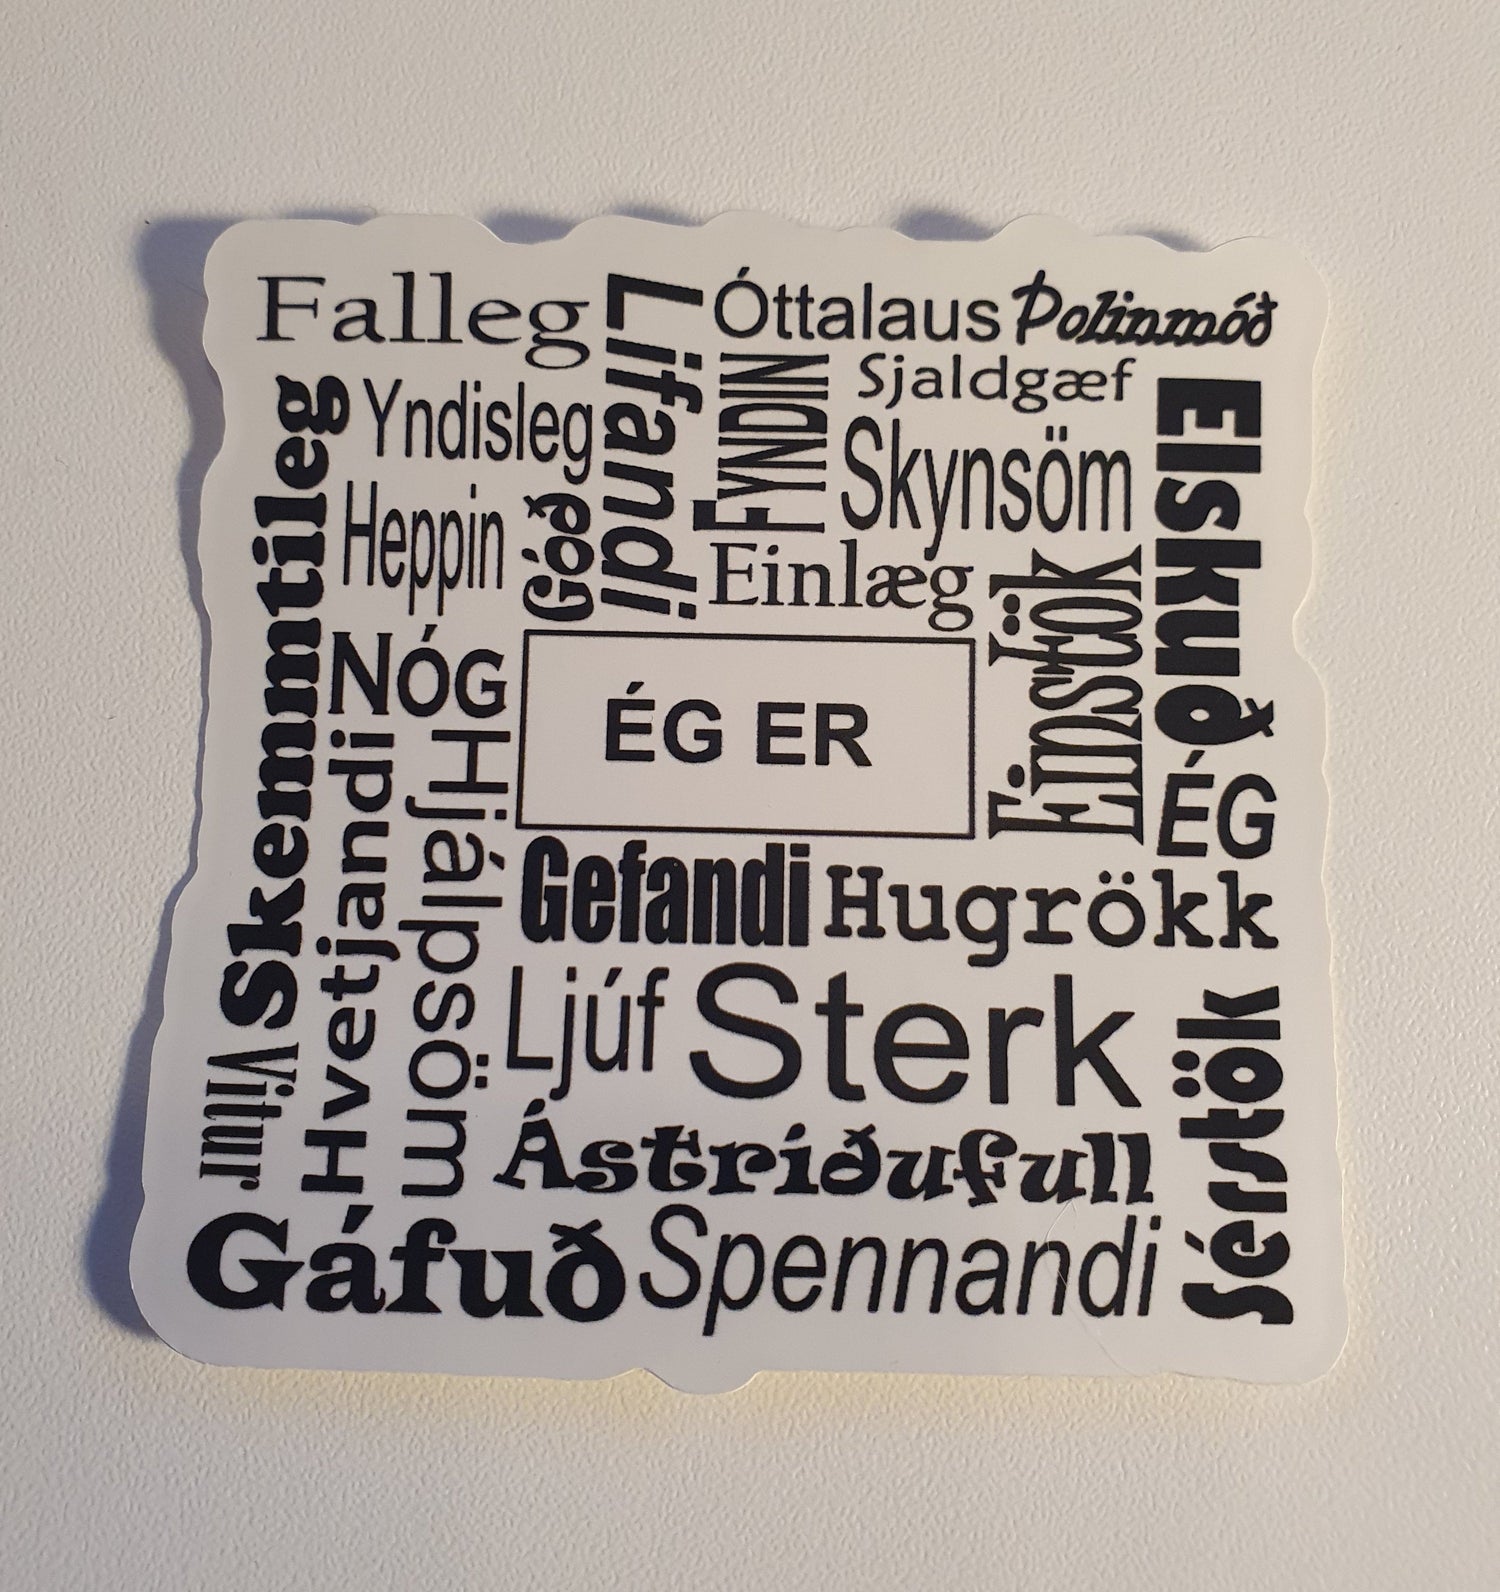 Falleg
Lifandi
Óttalaus
Þolinmóð
Skemmtileg
Yndisleg
FYNDIN
Sjaldgæf
Elskuð
Heppin
Góð
Skynsöm
Einlæg
Einstök
NÓG
ÉG ER
ÉG
Hvetjandi
Hjálpsöm
Gefandi
Hugrökk
Ljúf
Sterk
Sérstök
Vitur
Ástríðufull
Gáfuð
Spennandi